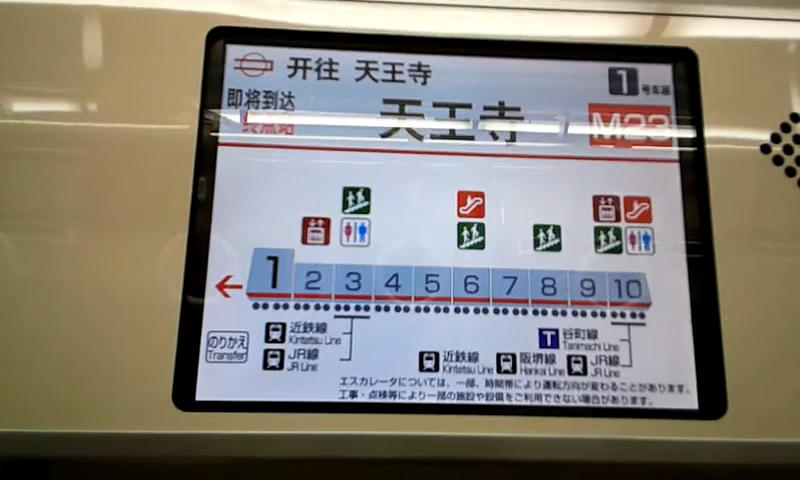 开往 天王寺
1 号车厢
即将到达
终点站
天王寺
M23
1 2 3 4 5 6 7 8 9 10
のりかえ
Transfer
近鉄線
Kintetsu Line
JR線
JR Line
近鉄線
Kintetsu Line
阪堺線
Hankai Line
T 谷町線
Tanimachi Line
JR線
JR Line
エスカレータについては、一部、時間帯により運転方向が変わることがあります。
工事・点検等により一部の施設や設備をご利用できない場合があります。